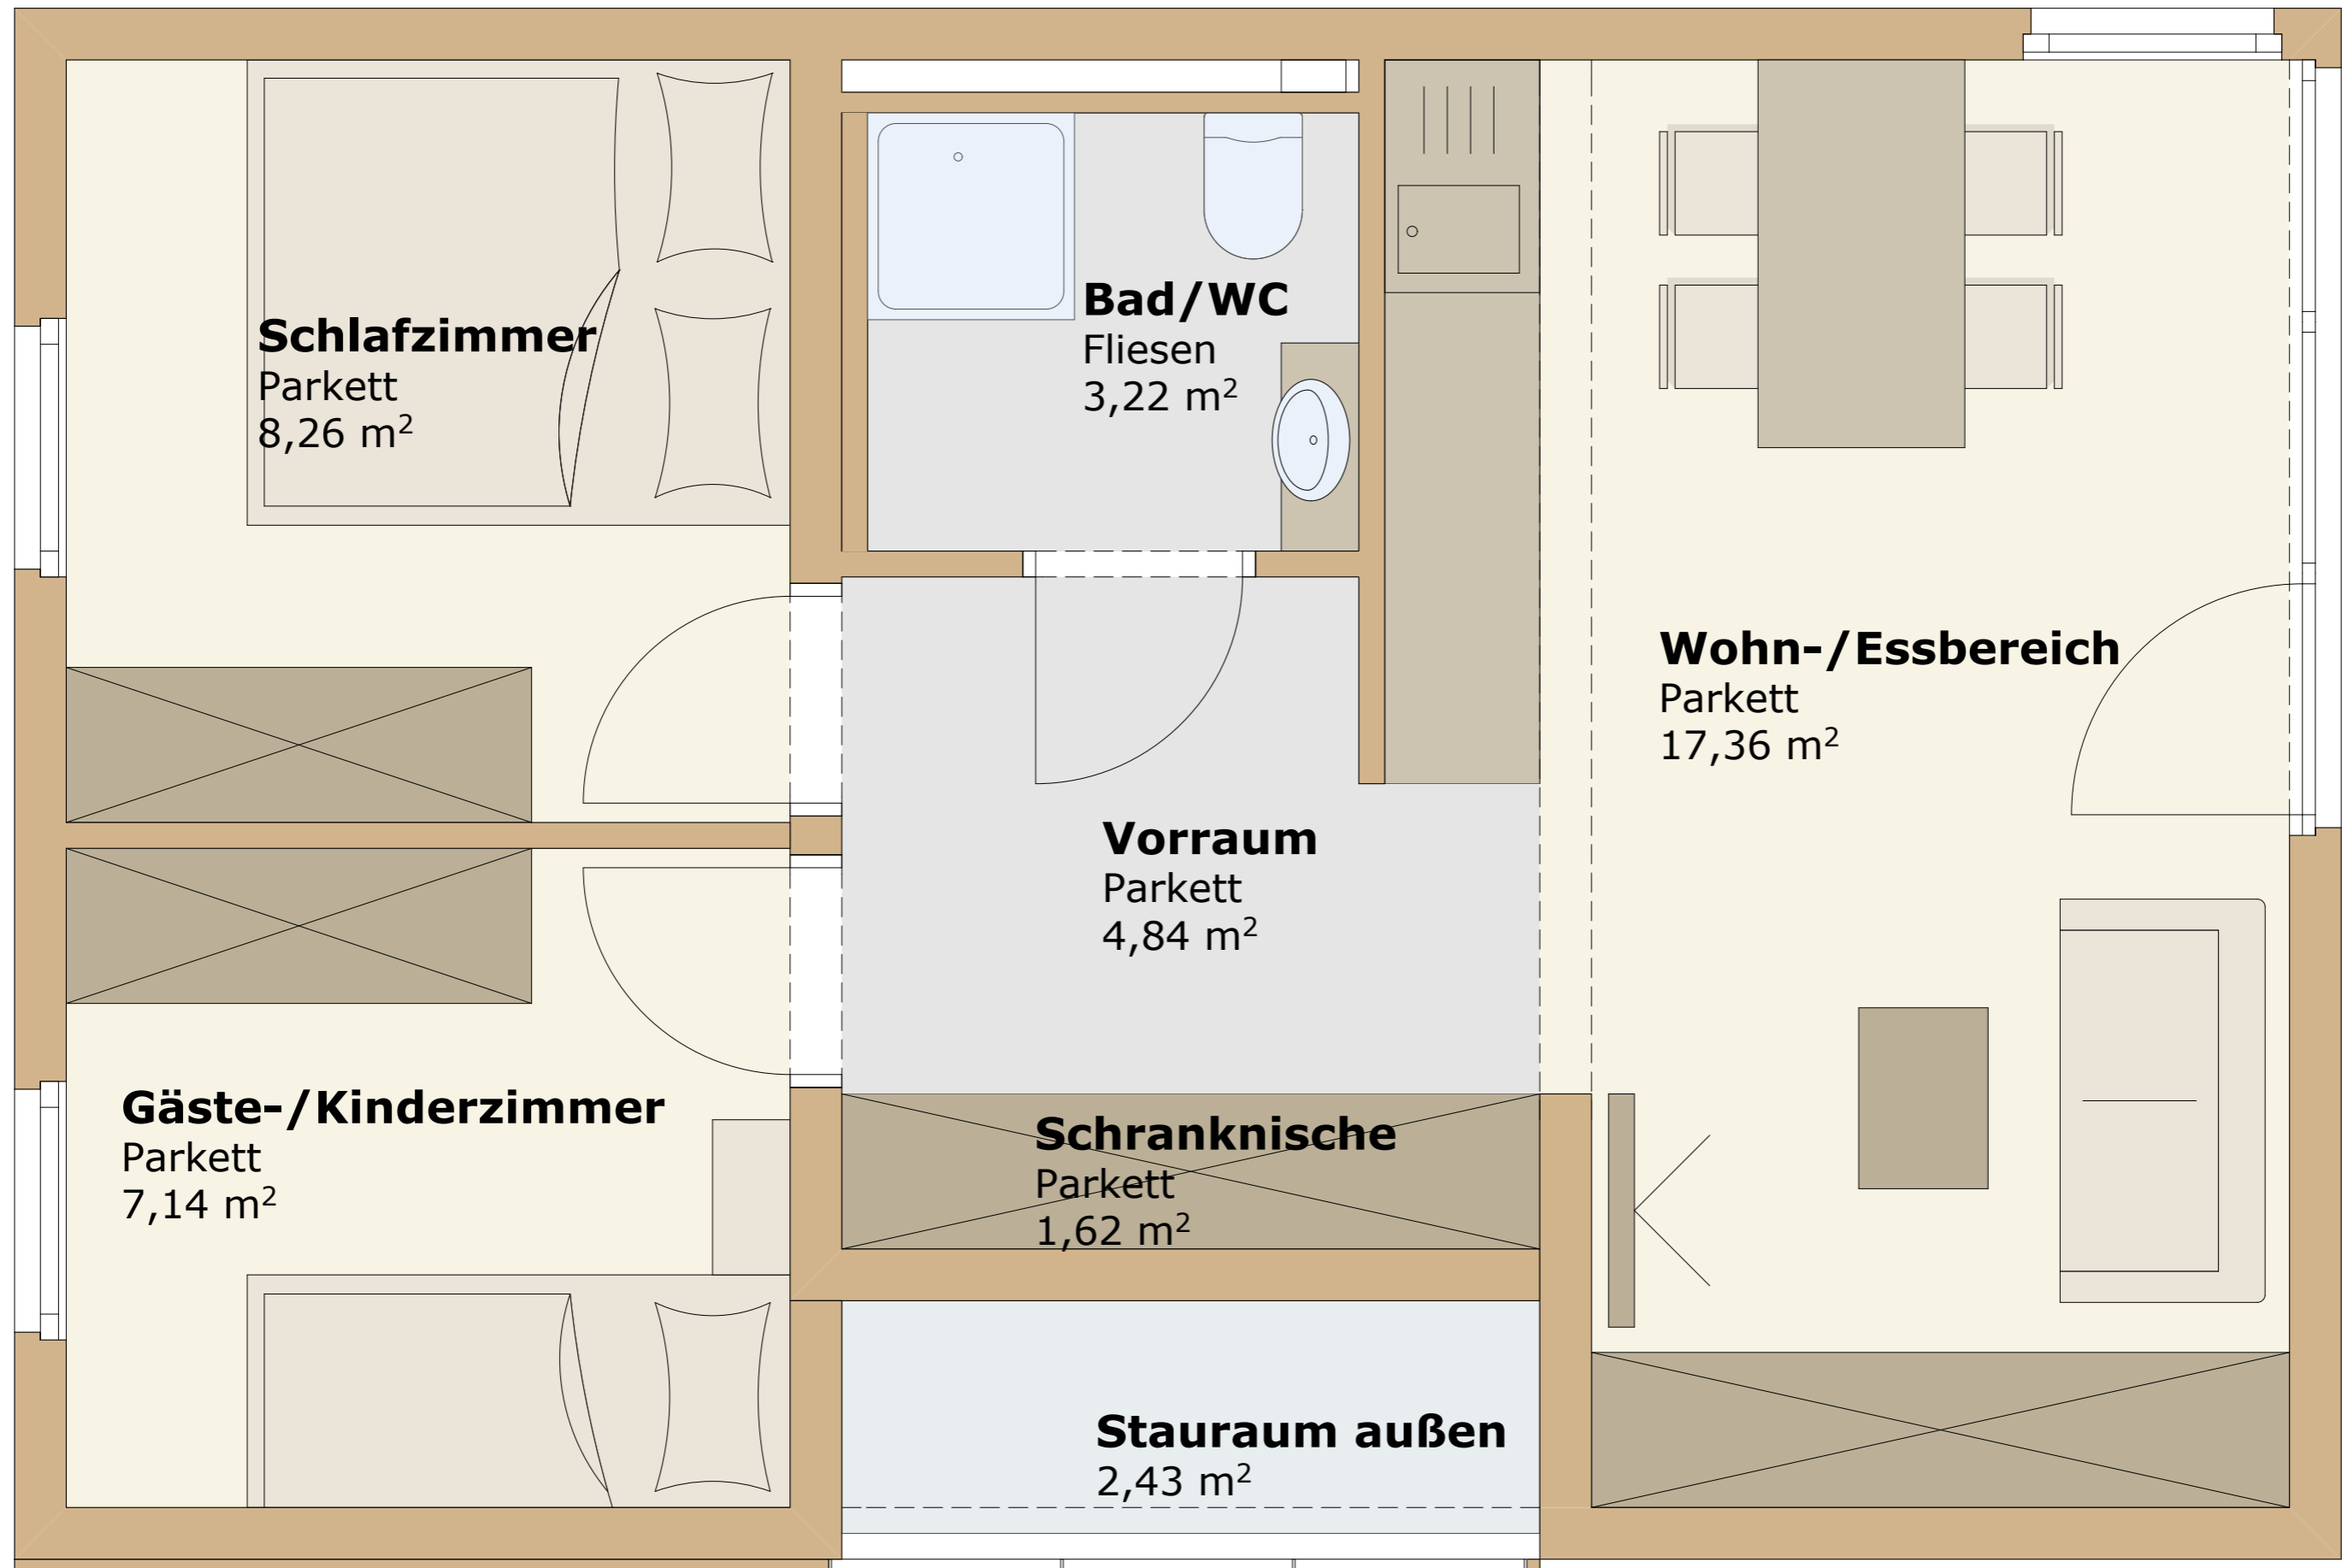 Schlafzimmer
Parkett
8,26 m²
Bad/WC
Fliesen
3,22 m²
Wohn-/Essbereich
Parkett
17,36 m²
Vorraum
Parkett
4,84 m²
Gäste-/Kinderzimmer
Parkett
7,14 m²
Schranknische
Parkett
1,62 m²
Stauraum außen
2,43 m²